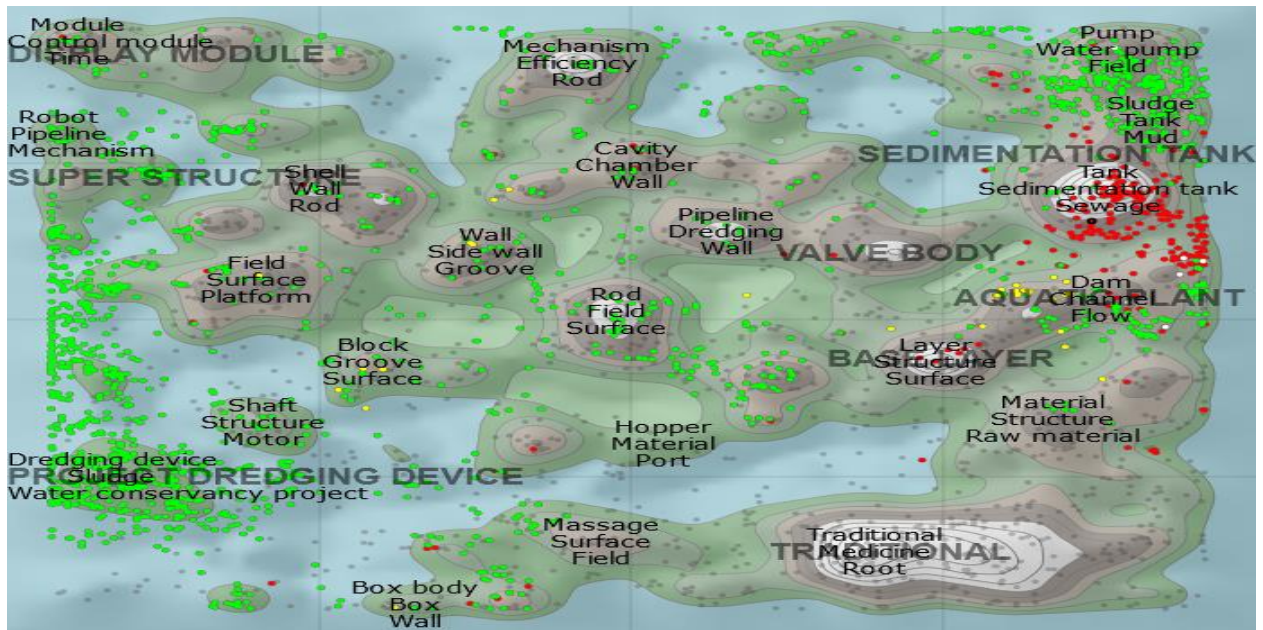 Module
Control module
Time
DISPLAY MODULE
Mechanism
Efficiency
Rod
Pump
Water pump
Field
Sludge
Tank
Mud
Robot
Pipeline
Mechanism
SUPER STRUCTURE
Shell
Wall
Rod
Cavity
Chamber
Wall
SEDIMENTATION TANK
Tank
Sedimentation tank
Sewage
Pipeline
Dredging
Wall
VALVE BODY
Wall
Side wall
Groove
Field
Surface
Platform
Rod
Field
Surface
Dam
Channel
Flow
AQUATIC PLANT
Block
Groove
Surface
Layer
Structure
Surface
BASE LAYER
Shaft
Structure
Motor
Hopper
Material
Port
Material
Structure
Raw material
Dredging device
Sludge
Water conservancy project
DREDGING DEVICE
Massage
Surface
Field
Traditional
Medicine
Root
TRADITIONAL
Box body
Box
Wall